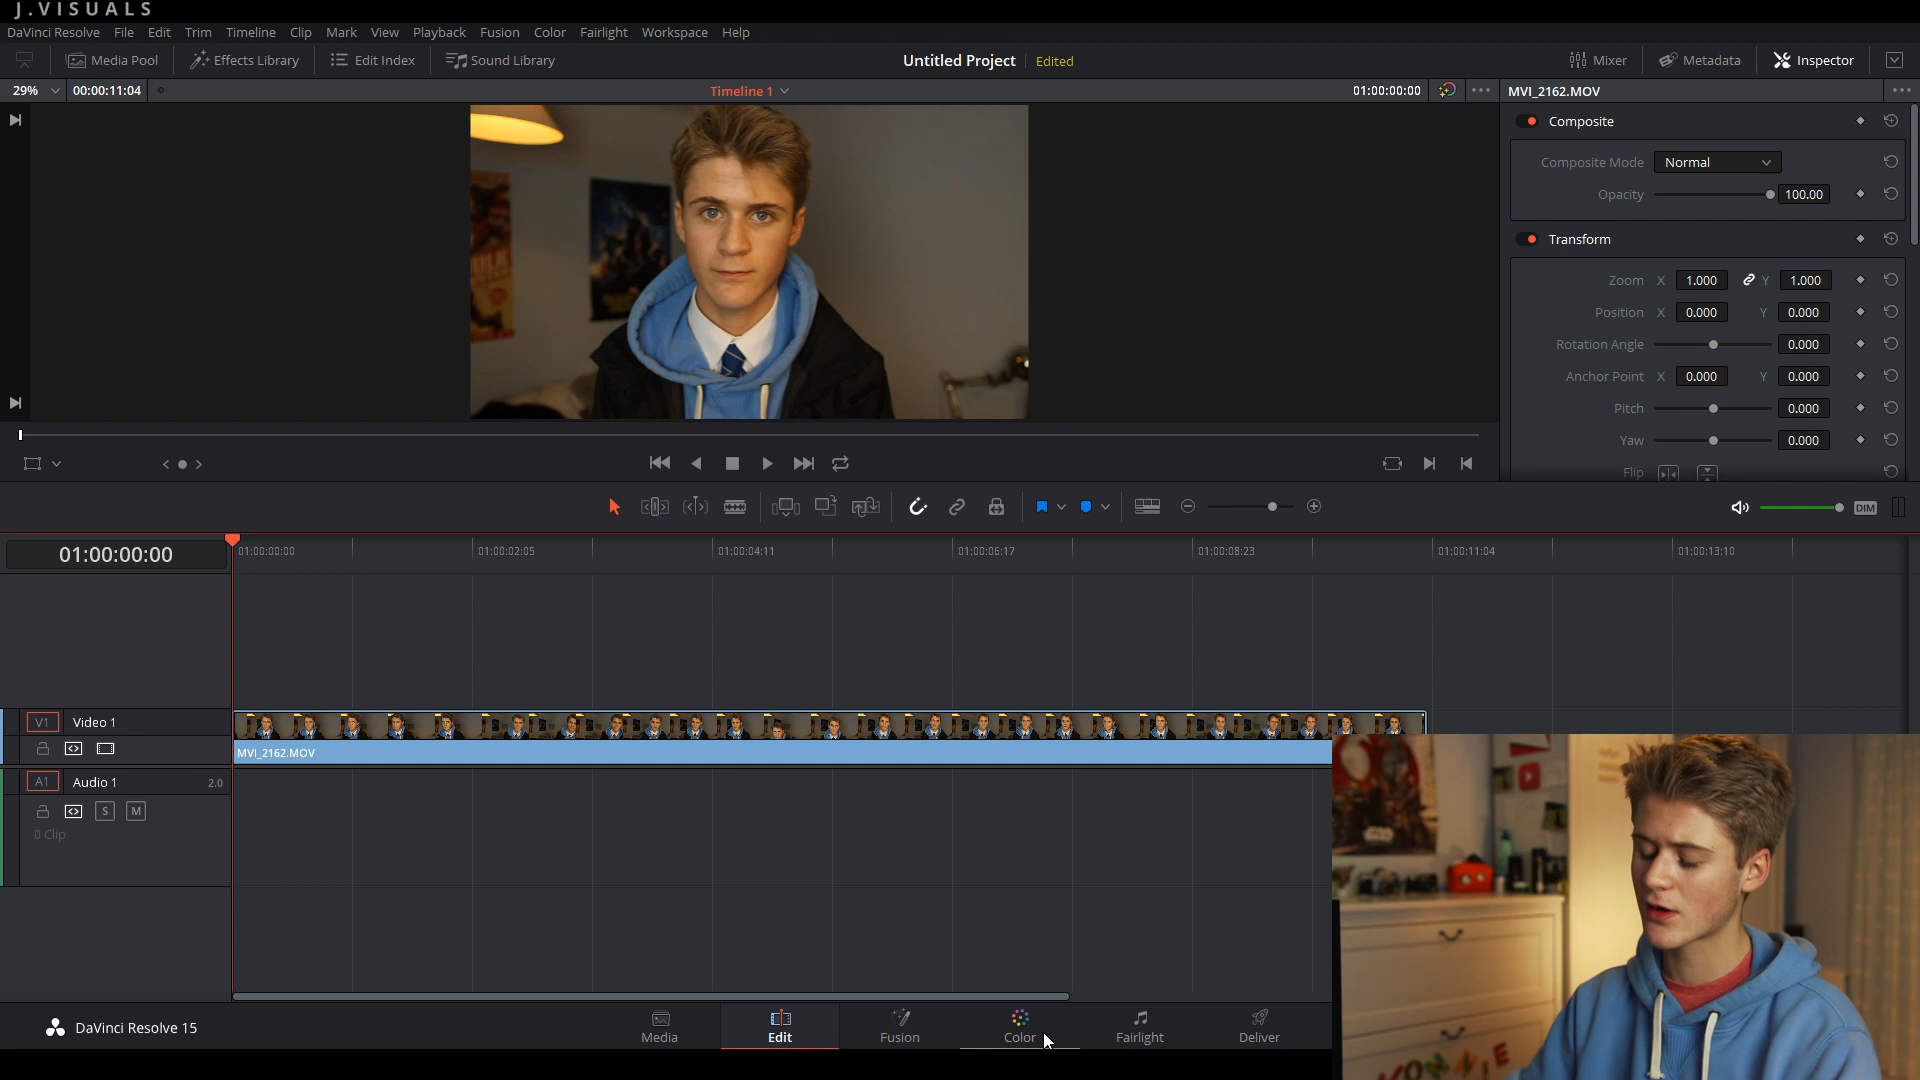 J.VISUALS
DaVinci Resolve File Edit Trim Timeline Clip Mark View Playback Fusion Color Fairlight Workspace Help
Media Pool Effects Library Edit Index Sound Library Untitled Project Edited Mixer Metadata Inspector
29% 00:00:11:04 Timeline 1 01:00:00:00 MVI_2162.MOV
Composite
Composite Mode Normal
Opacity 100.00
Transform
Zoom X 1.000 Y 1.000
Position X 0.000 Y 0.000
Rotation Angle 0.000
Anchor Point X 0.000 Y 0.000
Pitch 0.000
Yaw 0.000
Flip
DIM
01:00:00:00 01:00:00:00 01:00:02:05 01:00:04:11 01:00:06:17 01:00:08:23 01:00:11:04 01:00:13:10
V1 Video 1
MVI_2162.MOV
A1 Audio 1 2.0
S M
0 Clip
DaVinci Resolve 15 Media Edit Fusion Color Fairlight Deliver